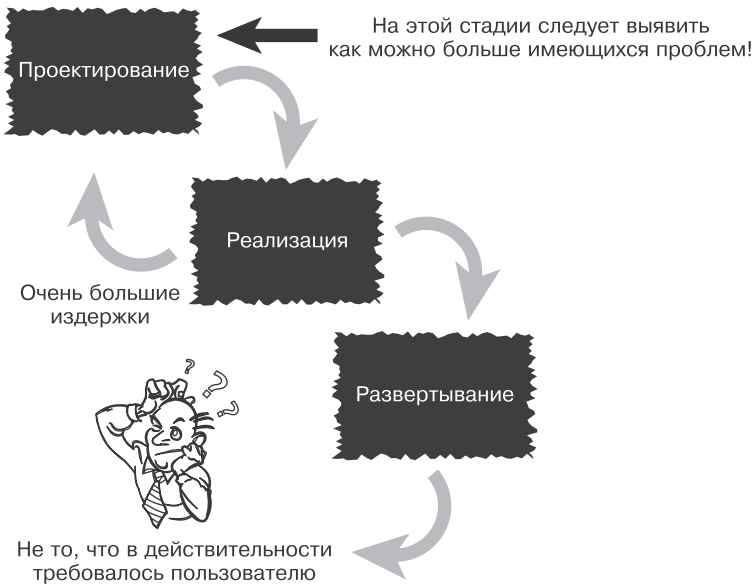 На этой стадии следует выявить
как можно больше имеющихся проблем!
Проектирование
Реализация
Очень большие
издержки
Развертывание
? ? ?
Не то, что в действительности
требовалось пользователю